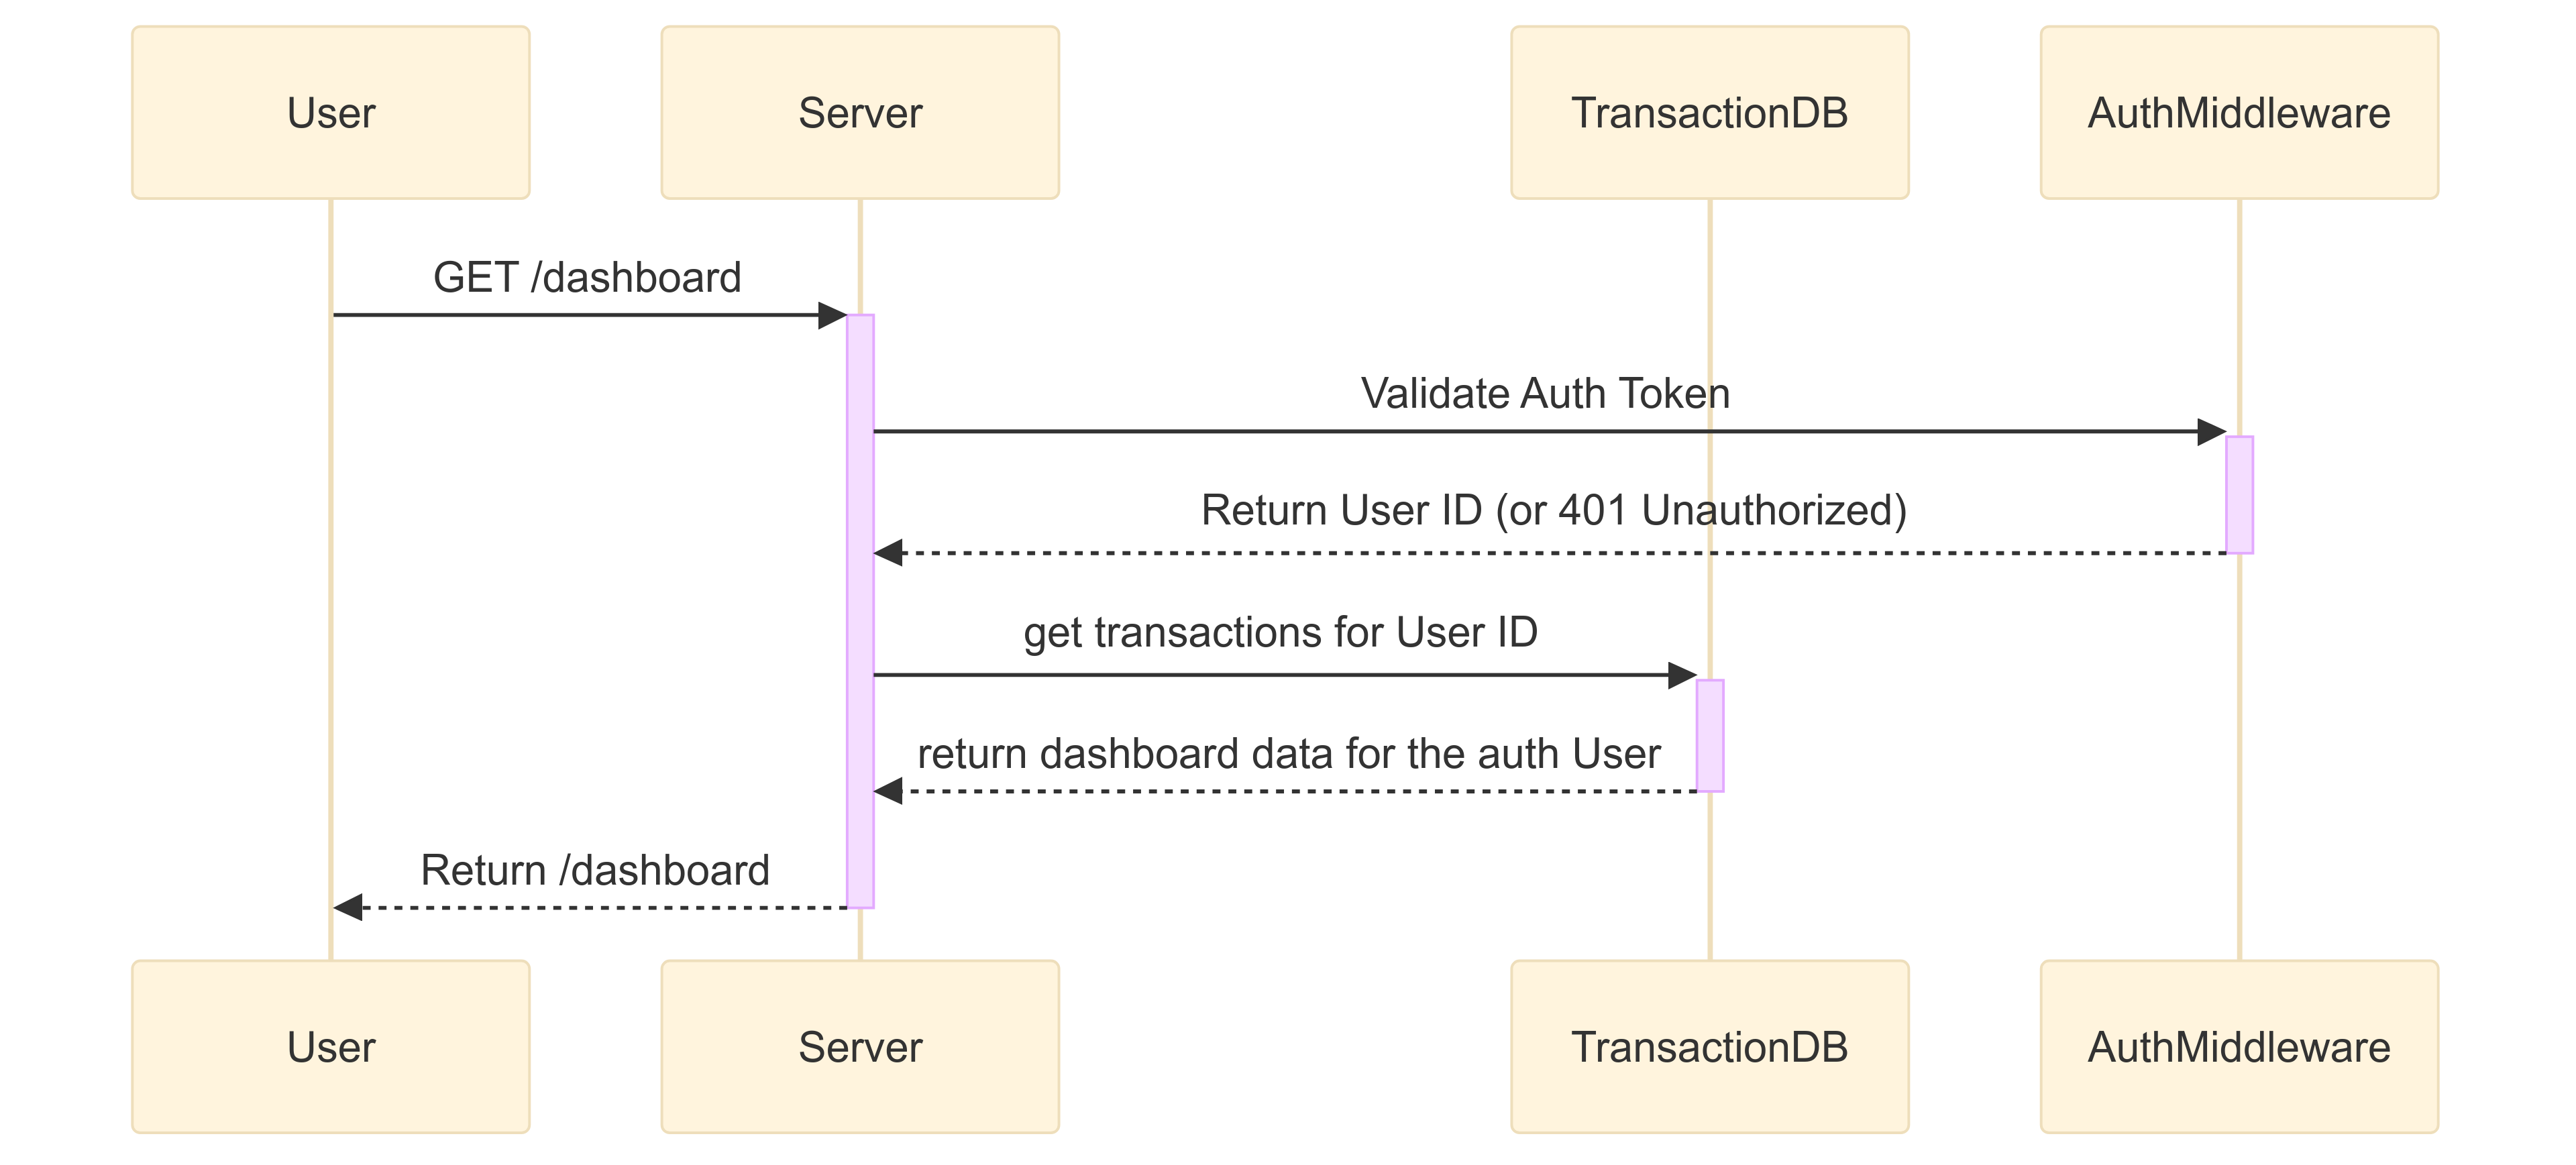 User
Server
TransactionDB
AuthMiddleware
GET /dashboard
Validate Auth Token
Return User ID (or 401 Unauthorized)
get transactions for User ID
return dashboard data for the auth User
Return /dashboard
User
Server
TransactionDB
AuthMiddleware